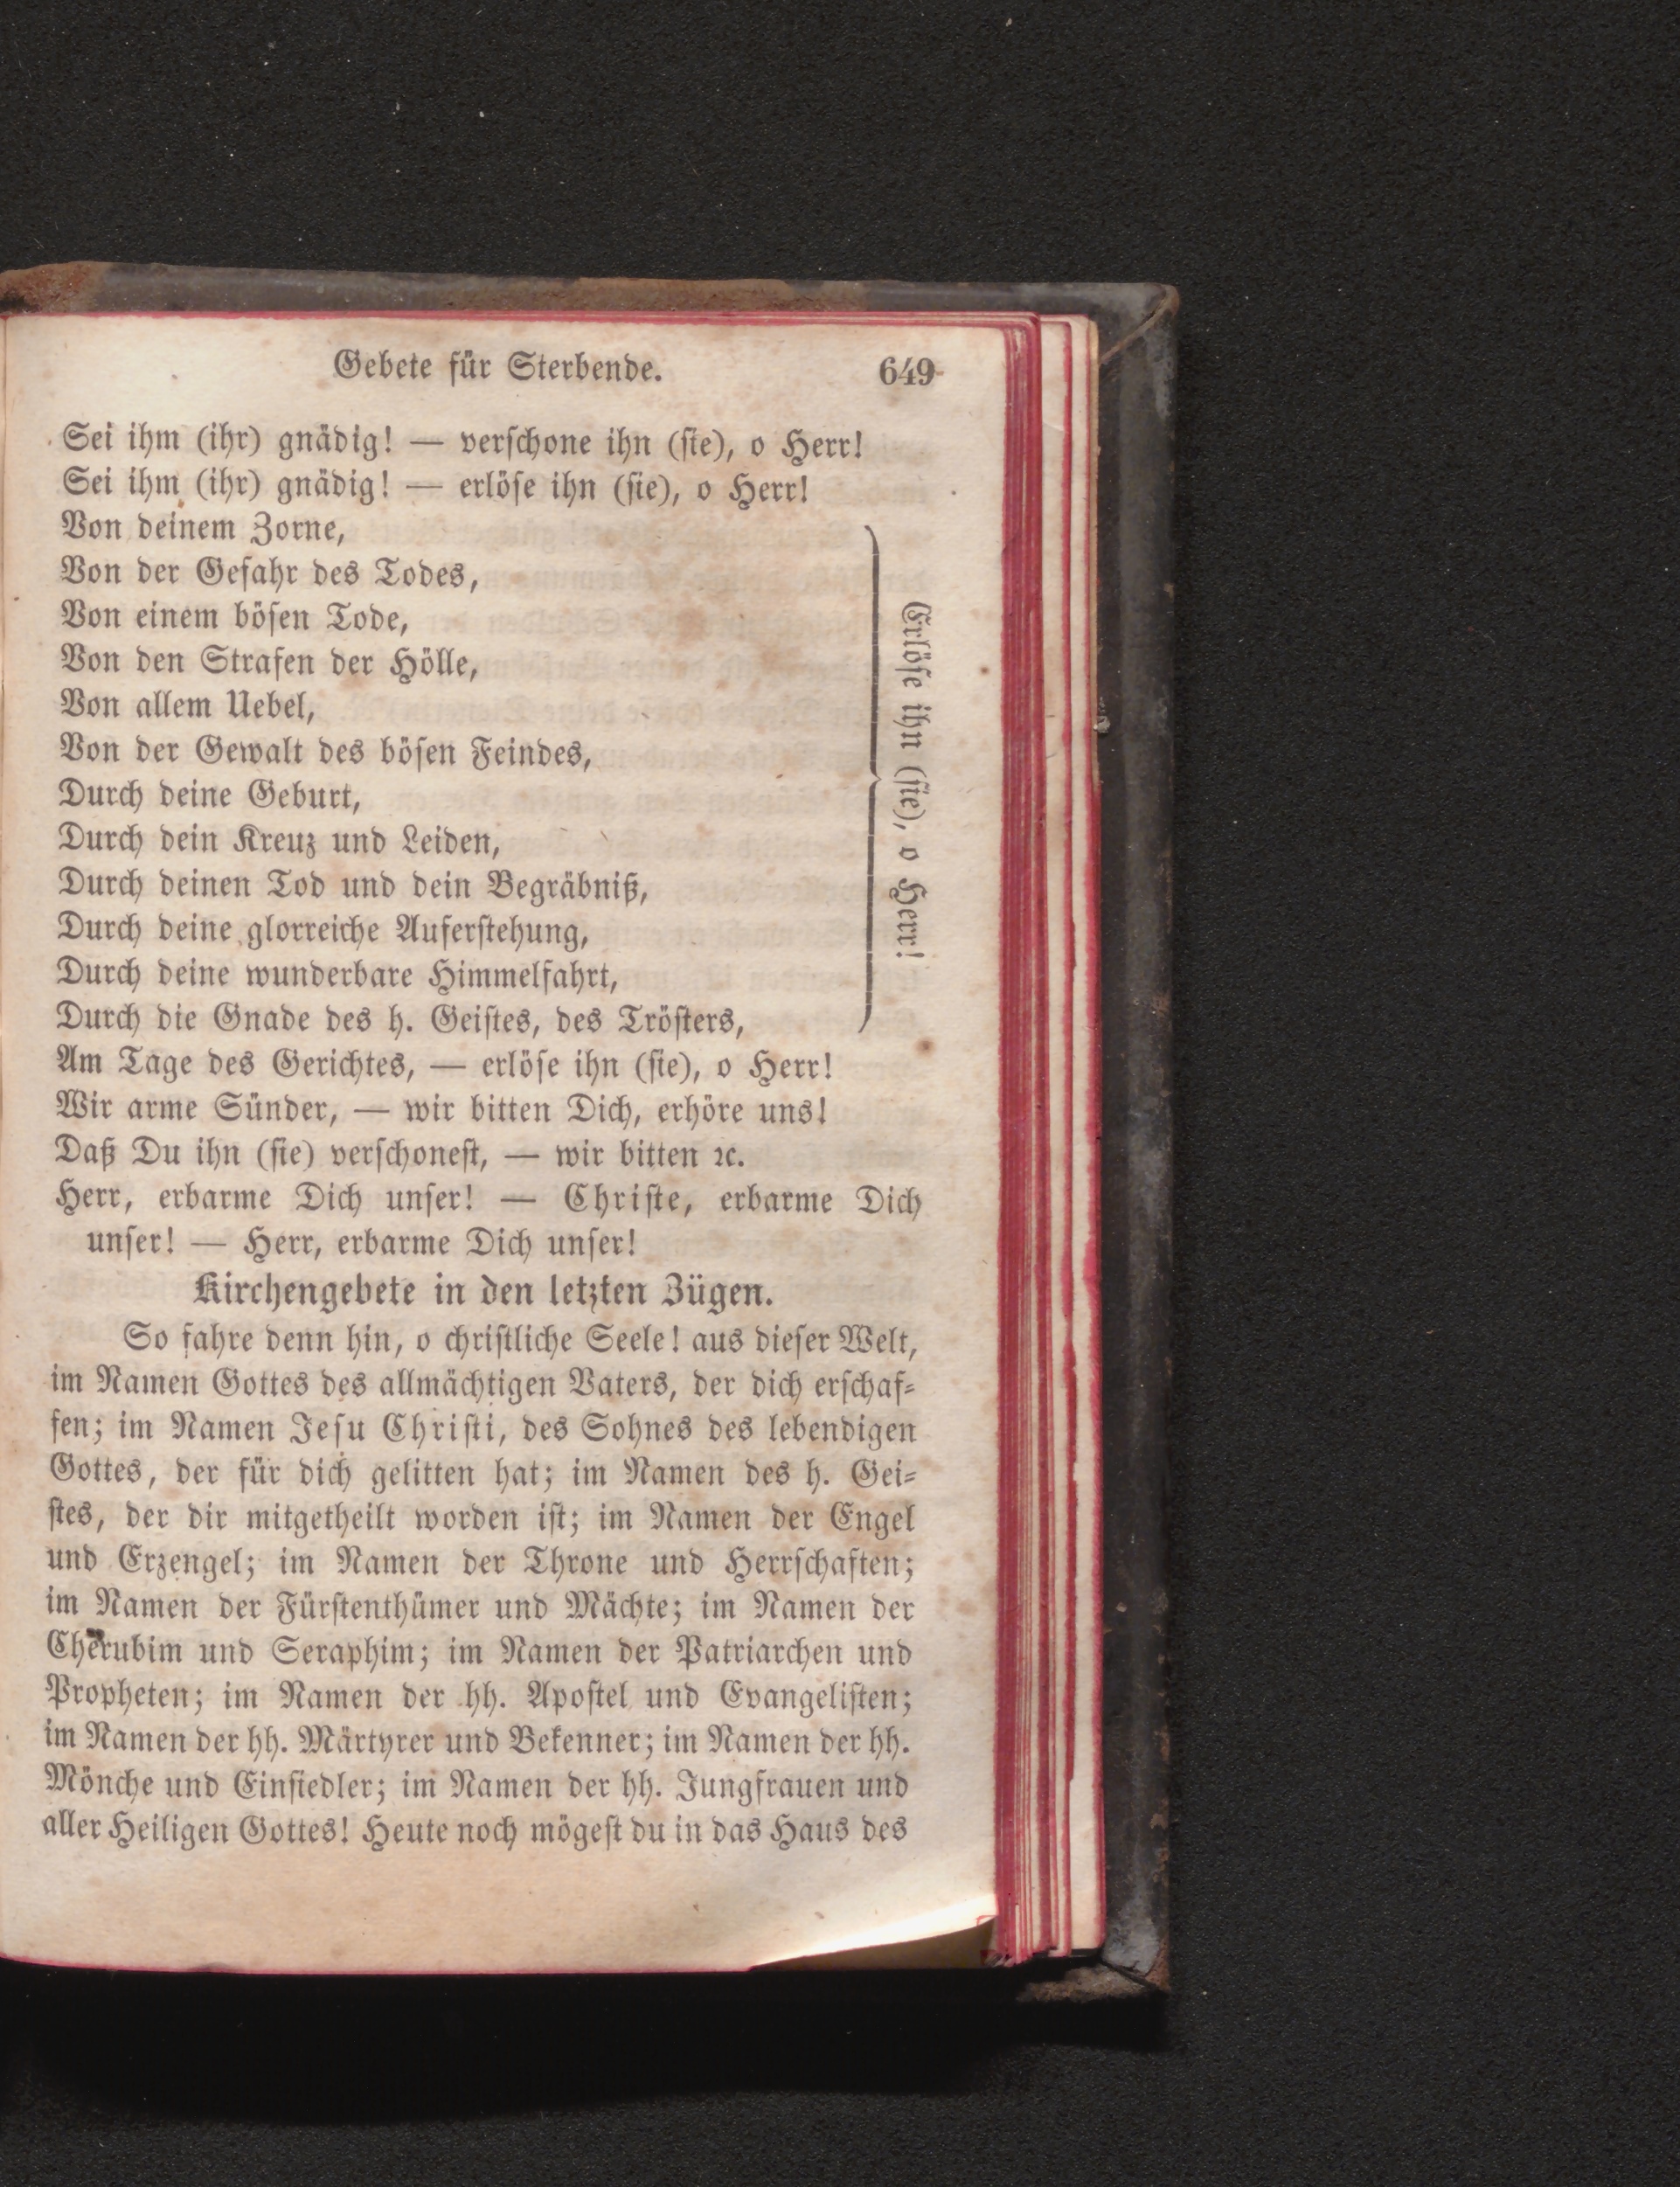 Gebete für Sterbende. 649
Sei ihm (ihr) gnädig! — verſchone ihn (ſie), o Herr!
Sei ihm (ihr) gnädig! — erlöſe ihn (ſie), o Herr!
Von deinem Zorne,
Von der Gefahr des Todes,
Von einem böſen Tode,
Von den Strafen der Hölle,
Von allem Uebel,
Von der Gewalt des böſen Feindes,
Durch deine Geburt,
Durch dein Kreuz und Leiden,
Durch deinen Tod und dein Begräbniß,
Durch deine glorreiche Auferſtehung,
Durch deine wunderbare Himmelfahrt,
Durch die Gnade des h. Geiſtes, des Tröſters,
Erlöſe ihn (ſie), o Herr!
Am Tage des Gerichtes, — erlöſe ihn (ſie), o Herr!
Wir arme Sünder, — wir bitten Dich, erhöre uns!
Daß Du ihn (ſie) verſchoneſt, — wir bitten ꝛc.
Herr, erbarme Dich unſer! — Chriſte, erbarme Dich
unſer! — Herr, erbarme Dich unſer!
Kirchengebete in den letzten Zügen.
So fahre denn hin, o chriſtliche Seele! aus dieſer Welt,
im Namen Gottes des allmächtigen Vaters, der dich erſchaf⸗
fen; im Namen Jeſu Chriſti, des Sohnes des lebendigen
Gottes, der für dich gelitten hat; im Namen des h. Gei⸗
ſtes, der dir mitgetheilt worden iſt; im Namen der Engel
und Erzengel; im Namen der Throne und Herrſchaften;
im Namen der Fürſtenthümer und Mächte; im Namen der
Cherubim und Seraphim; im Namen der Patriarchen und
Propheten; im Namen der hh. Apoſtel und Evangeliſten;
im Namen der hh. Märtyrer und Bekenner; im Namen der hh.
Mönche und Einſiedler; im Namen der hh. Jungfrauen und
aller Heiligen Gottes! Heute noch mögeſt du in das Haus des